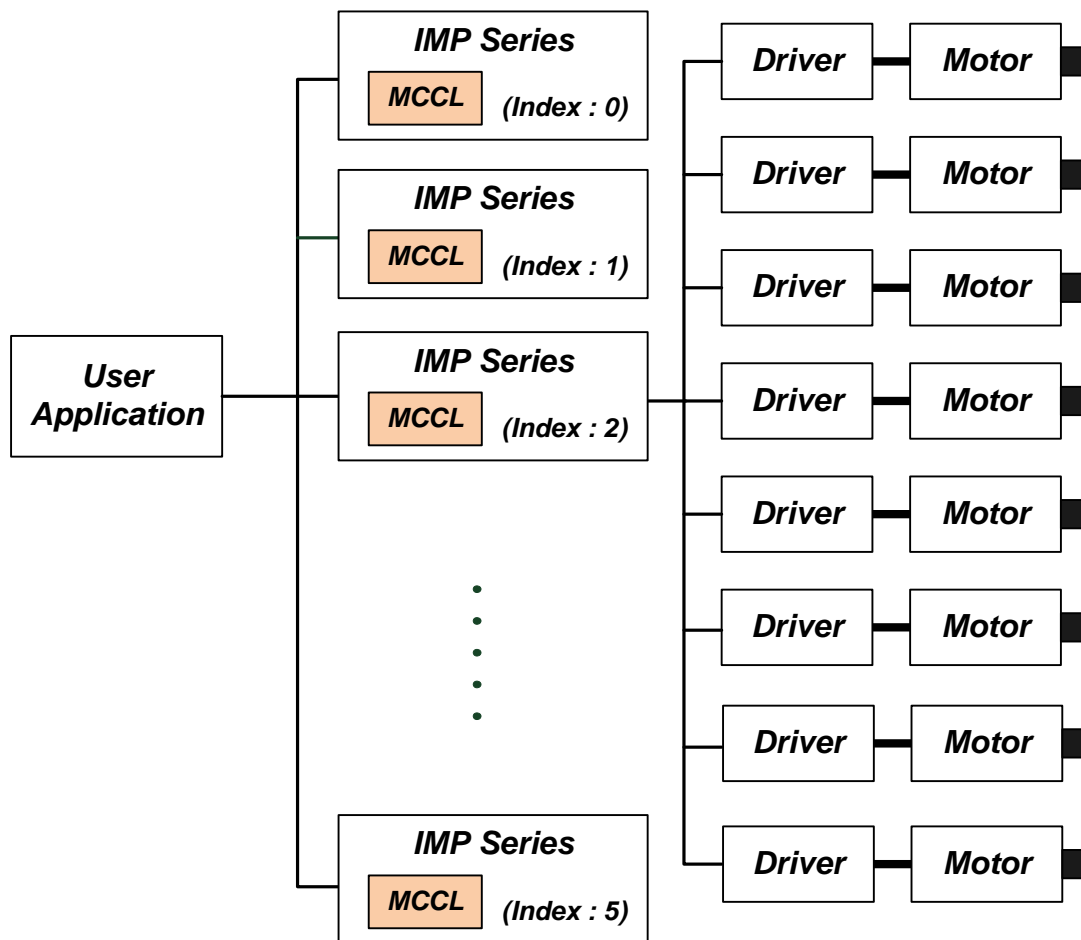 User
Application
IMP Series
MCCL
(Index : 0)
IMP Series
MCCL
(Index : 1)
IMP Series
MCCL
(Index : 2)
IMP Series
MCCL
(Index : 5)
Driver
Motor
Driver
Motor
Driver
Motor
Driver
Motor
Driver
Motor
Driver
Motor
Driver
Motor
Driver
Motor